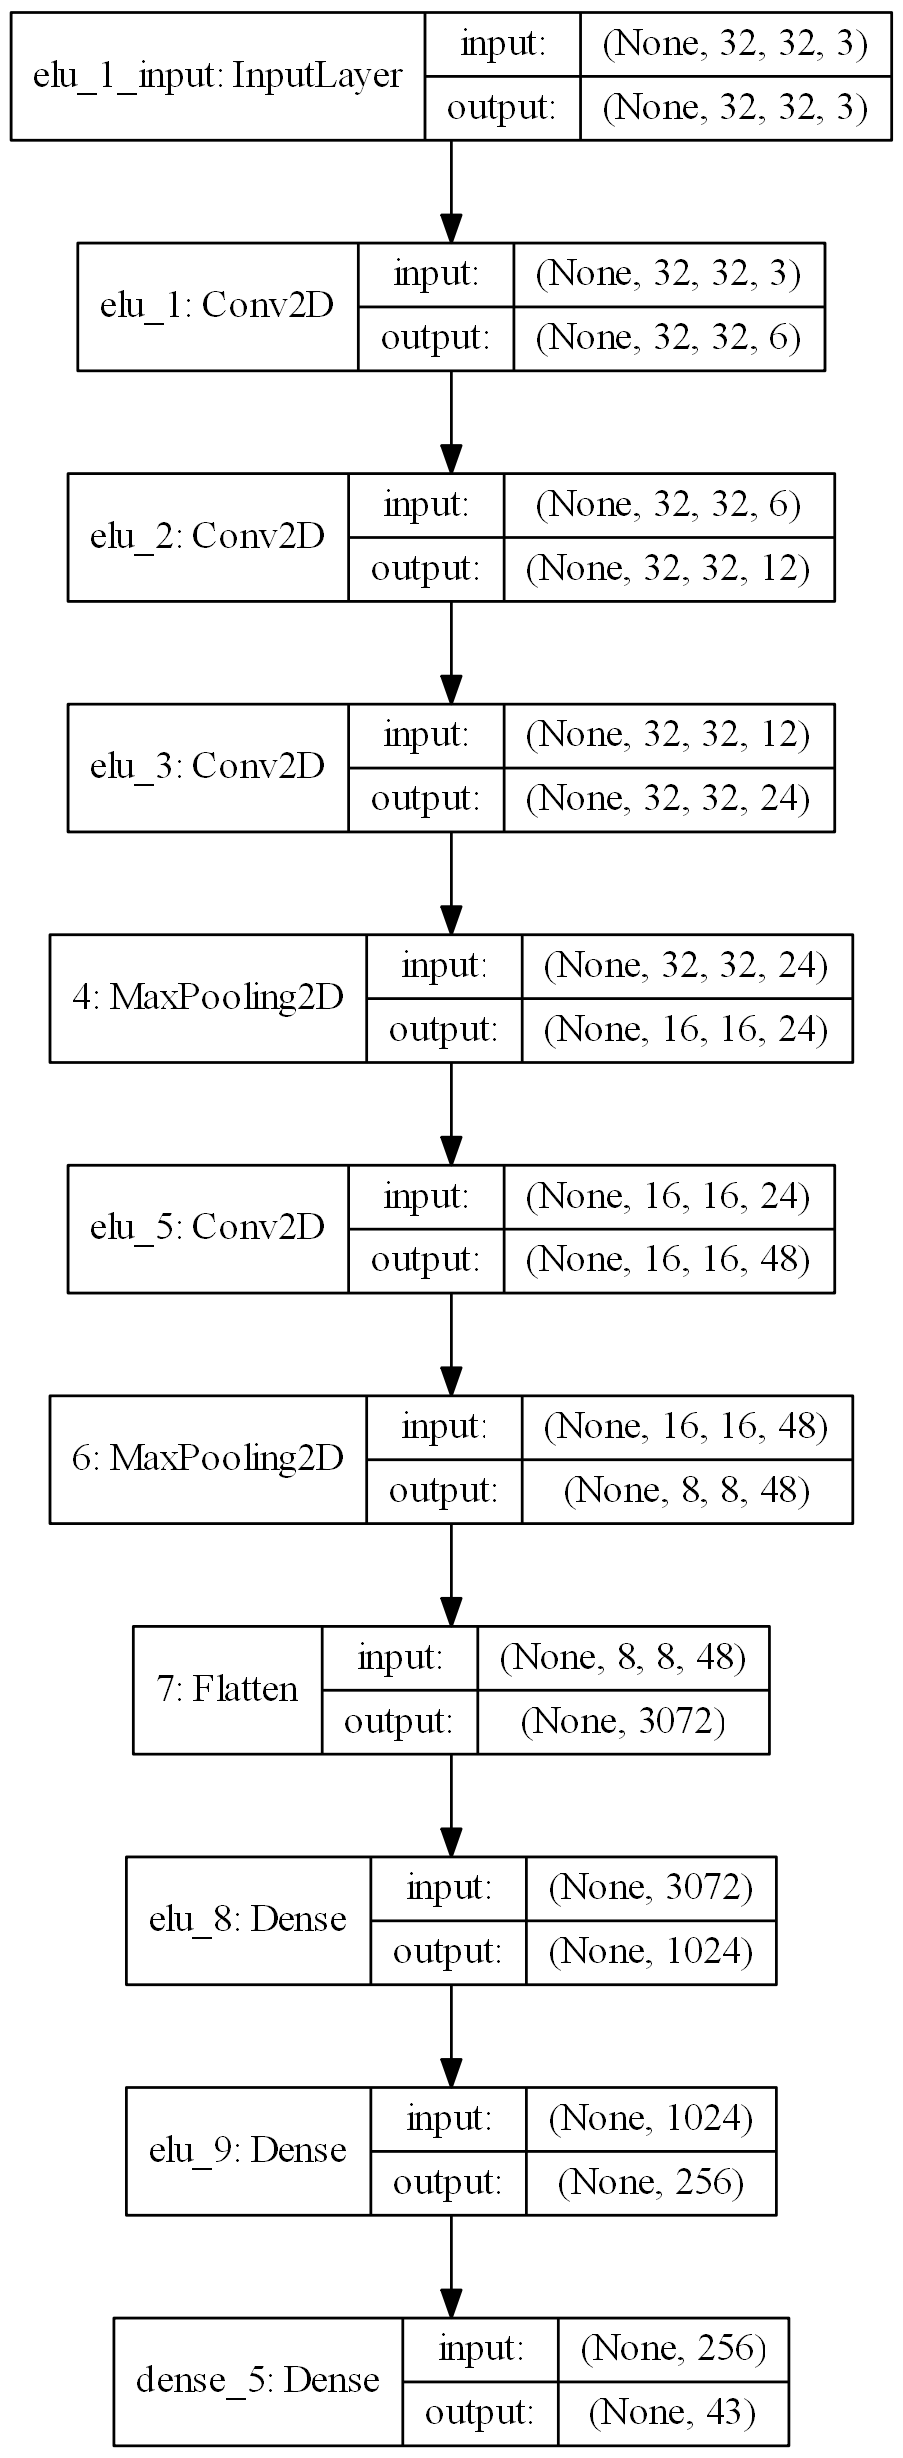 elu_1_input: InputLayer
input: (None, 32, 32, 3)
output: (None, 32, 32, 3)
elu_1: Conv2D
input: (None, 32, 32, 3)
output: (None, 32, 32, 6)
elu_2: Conv2D
input: (None, 32, 32, 6)
output: (None, 32, 32, 12)
elu_3: Conv2D
input: (None, 32, 32, 12)
output: (None, 32, 32, 24)
4: MaxPooling2D
input: (None, 32, 32, 24)
output: (None, 16, 16, 24)
elu_5: Conv2D
input: (None, 16, 16, 24)
output: (None, 16, 16, 48)
6: MaxPooling2D
input: (None, 16, 16, 48)
output: (None, 8, 8, 48)
7: Flatten
input: (None, 8, 8, 48)
output: (None, 3072)
elu_8: Dense
input: (None, 3072)
output: (None, 1024)
elu_9: Dense
input: (None, 1024)
output: (None, 256)
dense_5: Dense
input: (None, 256)
output: (None, 43)